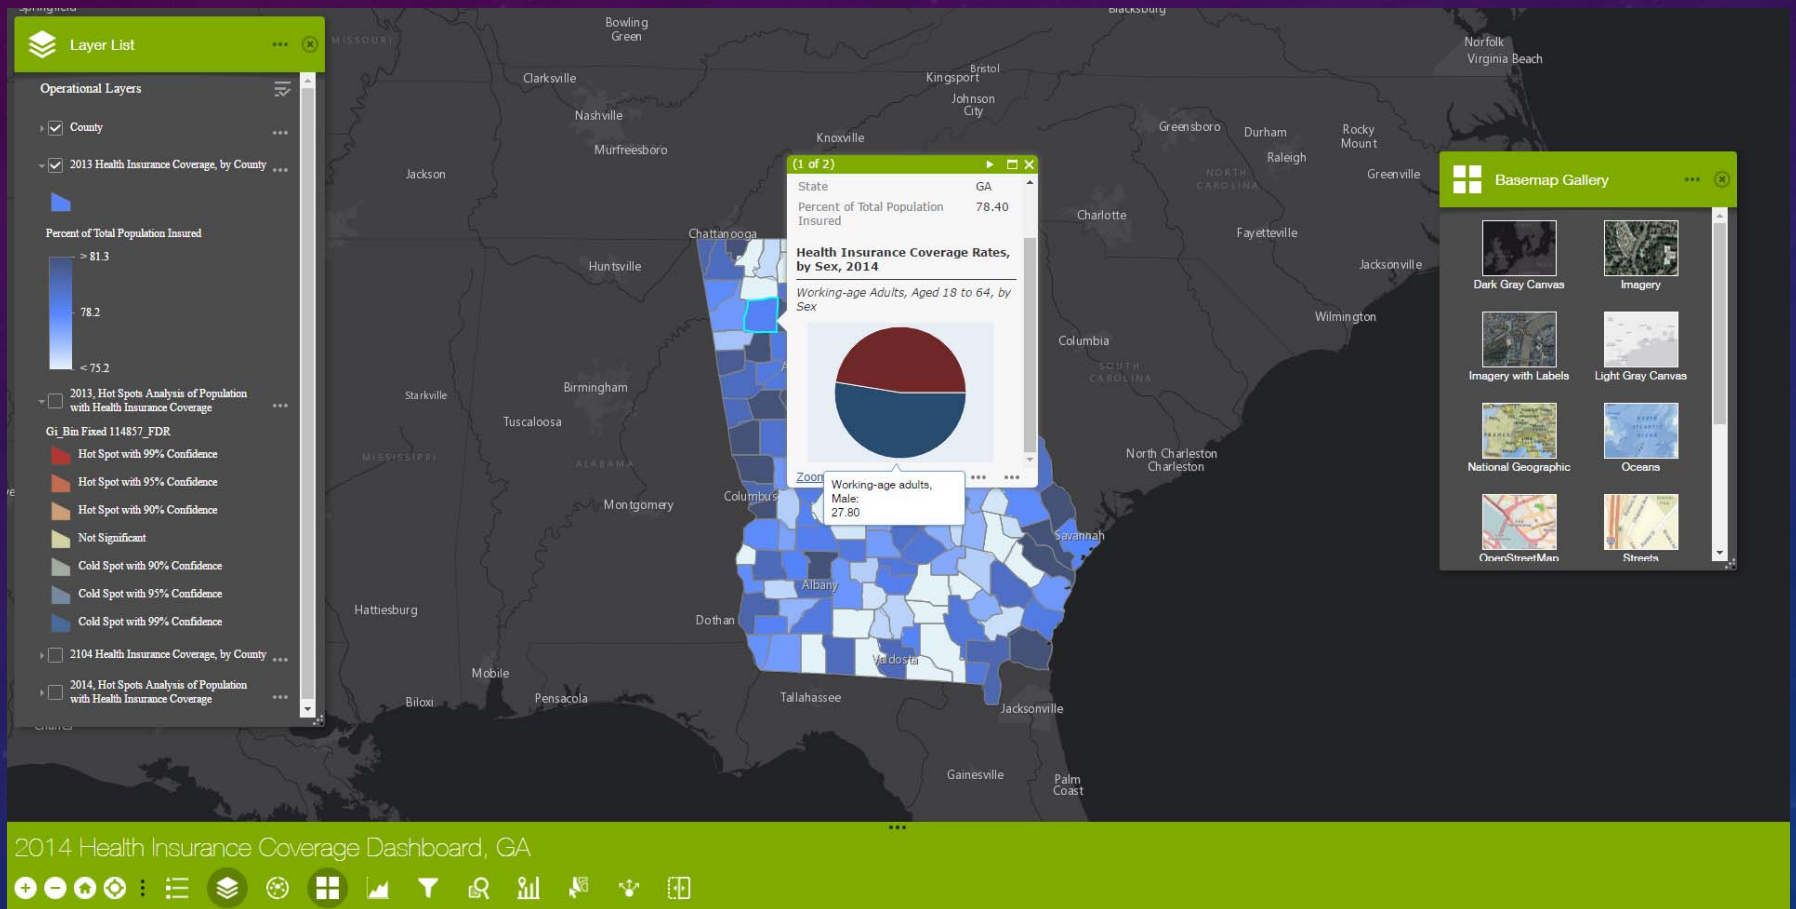 Layer List
Operational Layers
County
2013 Health Insurance Coverage, by County
Percent of Total Population Insured
> 81.3
78.2
< 75.2
2013, Hot Spots Analysis of Population
with Health Insurance Coverage
Gi_Bin Fixed 114857_FDR
Hot Spot with 99% Confidence
Hot Spot with 95% Confidence
Hot Spot with 90% Confidence
Not Significant
Cold Spot with 90% Confidence
Cold Spot with 95% Confidence
Cold Spot with 99% Confidence
2104 Health Insurance Coverage, by County
2014, Hot Spots Analysis of Population
with Health Insurance Coverage
MISSOURI
Bowling
Green
Blacksburg
Norfolk
Virginia Beach
Clarksville
Bristol
Kingsport
Johnson
City
Nashville
Knoxville
Murfreesboro
Greensboro
Durham
Rocky
Mount
Raleigh
Jackson
NORTH
CAROLINA
Greenville
Charlotte
Chattanooga
Fayetteville
Huntsville
Jacksonville
Wilmington
Columbia
SOUTH
CAROLINA
Birmingham
Starkville
Tuscaloosa
MISSISSIPPI
ALABAMA
North Charleston
Charleston
Columbus
Montgomery
Savannah
Albany
Hattiesburg
Dothan
Valdosta
Mobile
Biloxi
Pensacola
Tallahassee
Jacksonville
Gainesville
Palm
Coast
(1 of 2)
State GA
Percent of Total Population 78.40
Insured
Health Insurance Coverage Rates,
by Sex, 2014
Working-age Adults, Aged 18 to 64, by
Sex
Zoom
Working-age adults,
Male:
27.80
Basemap Gallery
Dark Gray Canvas
Imagery
Imagery with Labels
Light Gray Canvas
National Geographic
Oceans
OpenStreetMap
Streets
2014 Health Insurance Coverage Dashboard, GA